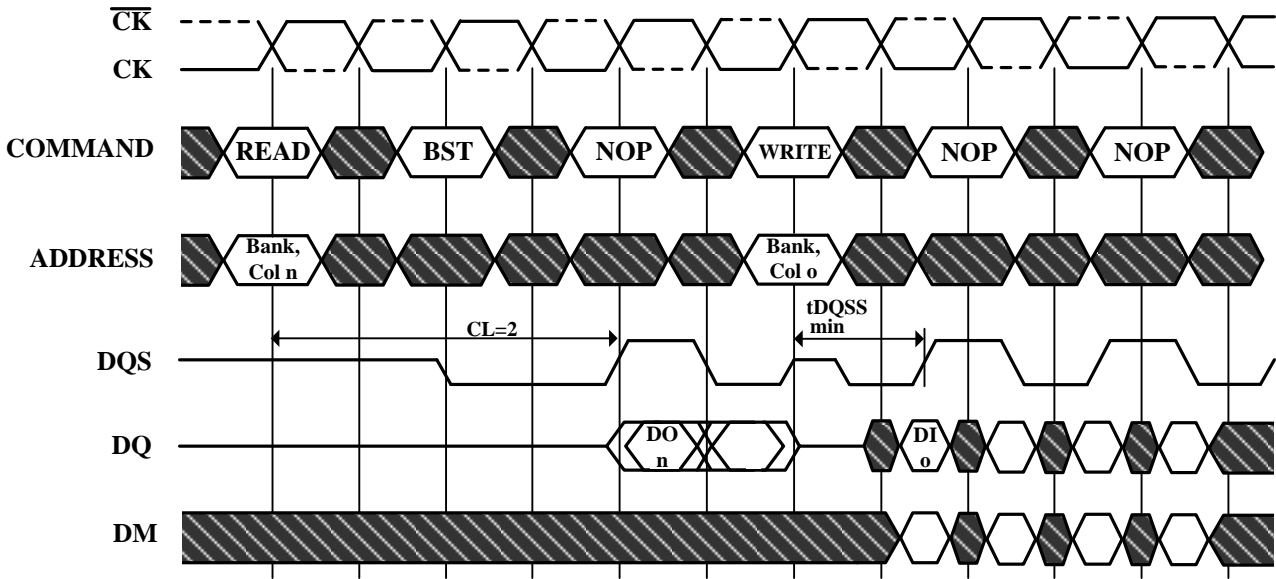 CK
CK
COMMAND
READ
BST
NOP
WRITE
NOP
NOP
ADDRESS
Bank,
Col n
Bank,
Col o
CL=2
tDQSS
min
DQS
DQ
DO
n
DI
o
DM